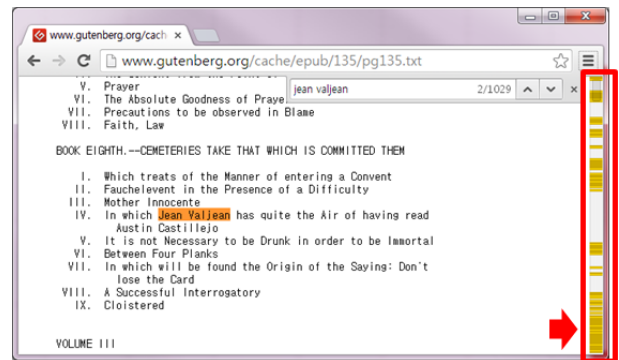 www.gutenberg.org/cach
www.gutenberg.org/cache/epub/135/pg135.txt
jean valjean 2/1029
V. Prayer
VI. The Absolute Goodness of Praye
VII. Precautions to be observed in Blame
VIII. Faith, Law
BOOK EIGHTH.--CEMETERIES TAKE THAT WHICH IS COMMITTED THEM
I. Which treats of the Manner of entering a Convent
II. Fauchelevent in the Presence of a Difficulty
III. Mother Innocente
IV. In which Jean Valjean has quite the Air of having read
Austin Castillejo
V. It is not Necessary to be Drunk in order to be Immortal
VI. Between Four Planks
VII. In which will be found the Origin of the Saying: Don't
lose the Card
VIII. A Successful Interrogatory
IX. Cloistered
VOLUME III